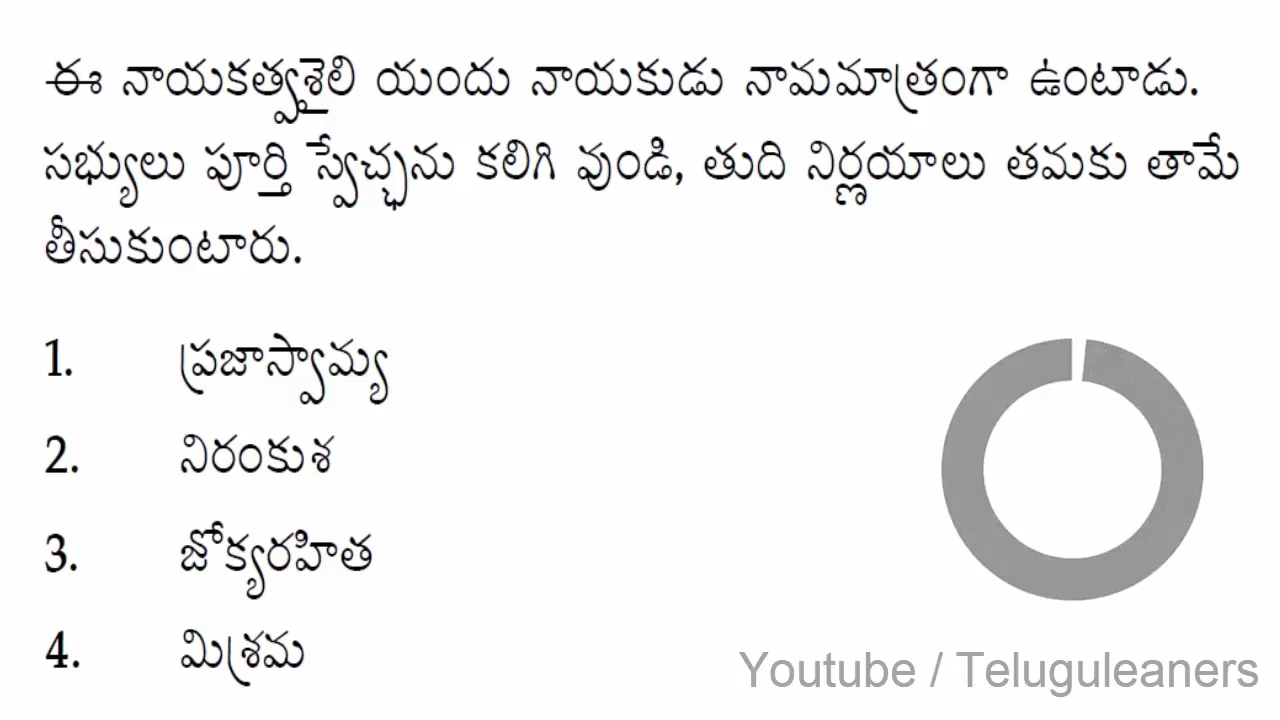 ఈ నాయకత్వశైలి యందు నాయకుడు నామమాత్రంగా ఉంటాడు.
సభ్యులు పూర్తి స్వేచ్ఛను కలిగి వుండి, తుది నిర్ణయాలు తమకు తామే
తీసుకుంటారు.
1. ప్రజాస్వామ్య
2. నిరంకుశ
3. జోక్యరహిత
4. మిశ్రమ
Youtube / Teluguleaners